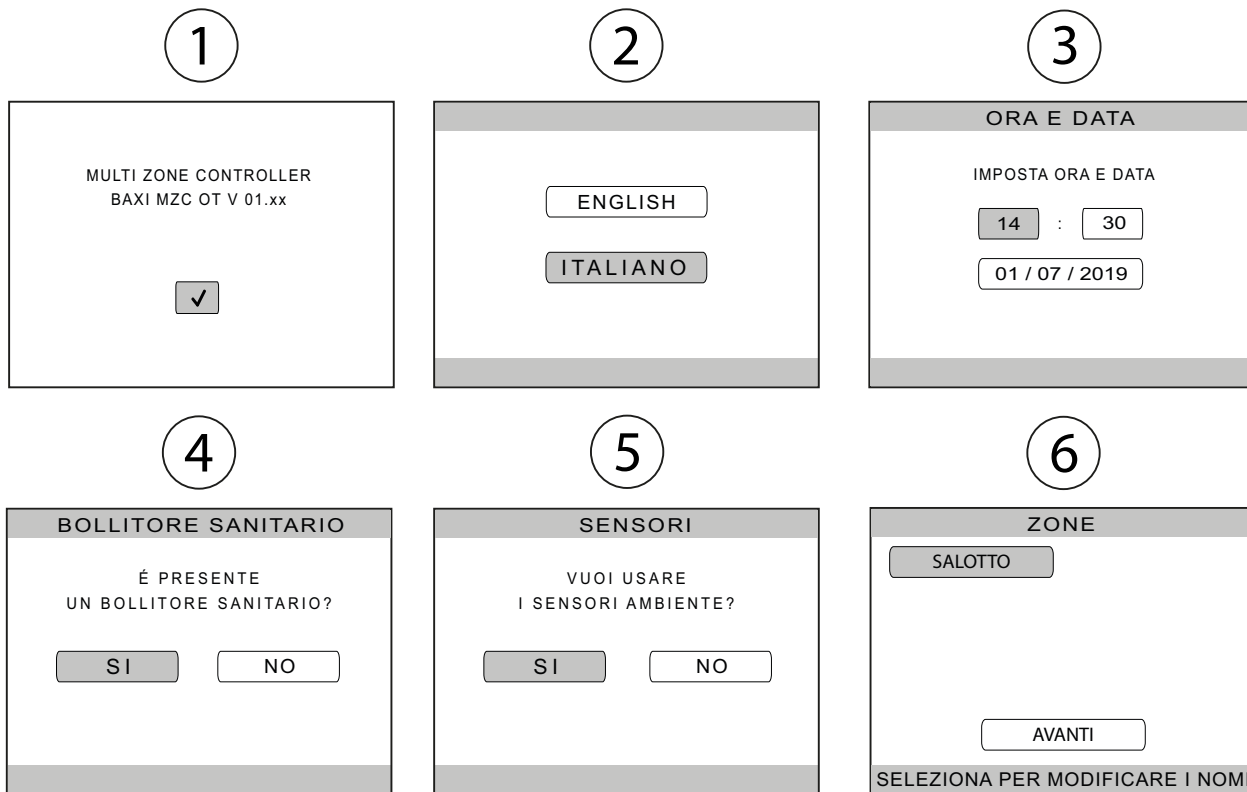 1
2
3
MULTI ZONE CONTROLLER
BAXI MZC OT V 01.xx
✓
ENGLISH
ITALIANO
ORA E DATA
IMPOSTA ORA E DATA
14 : 30
01 / 07 / 2019
4
5
6
BOLLITORE SANITARIO
É PRESENTE
UN BOLLITORE SANITARIO?
SI NO
SENSORI
VUOI USARE
I SENSORI AMBIENTE?
SI NO
ZONE
SALOTTO
AVANTI
SELEZIONA PER MODIFICARE I NOMI